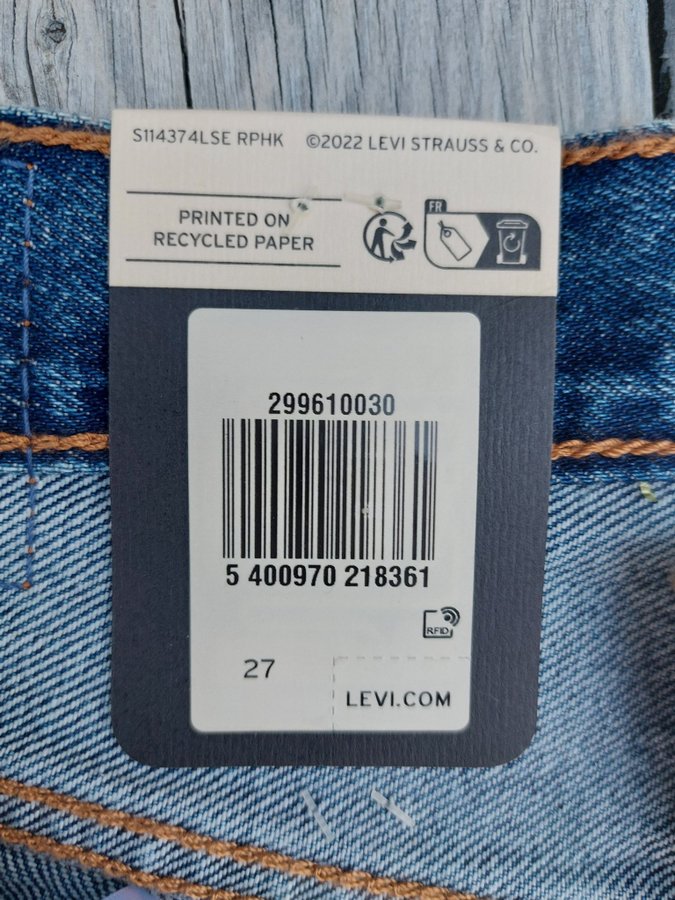 S114374LSE RPHK ©2022 LEVI STRAUSS & CO.
PRINTED ON
RECYCLED PAPER
FR
299610030
5 400970 218361
RFID
27
LEVI.COM